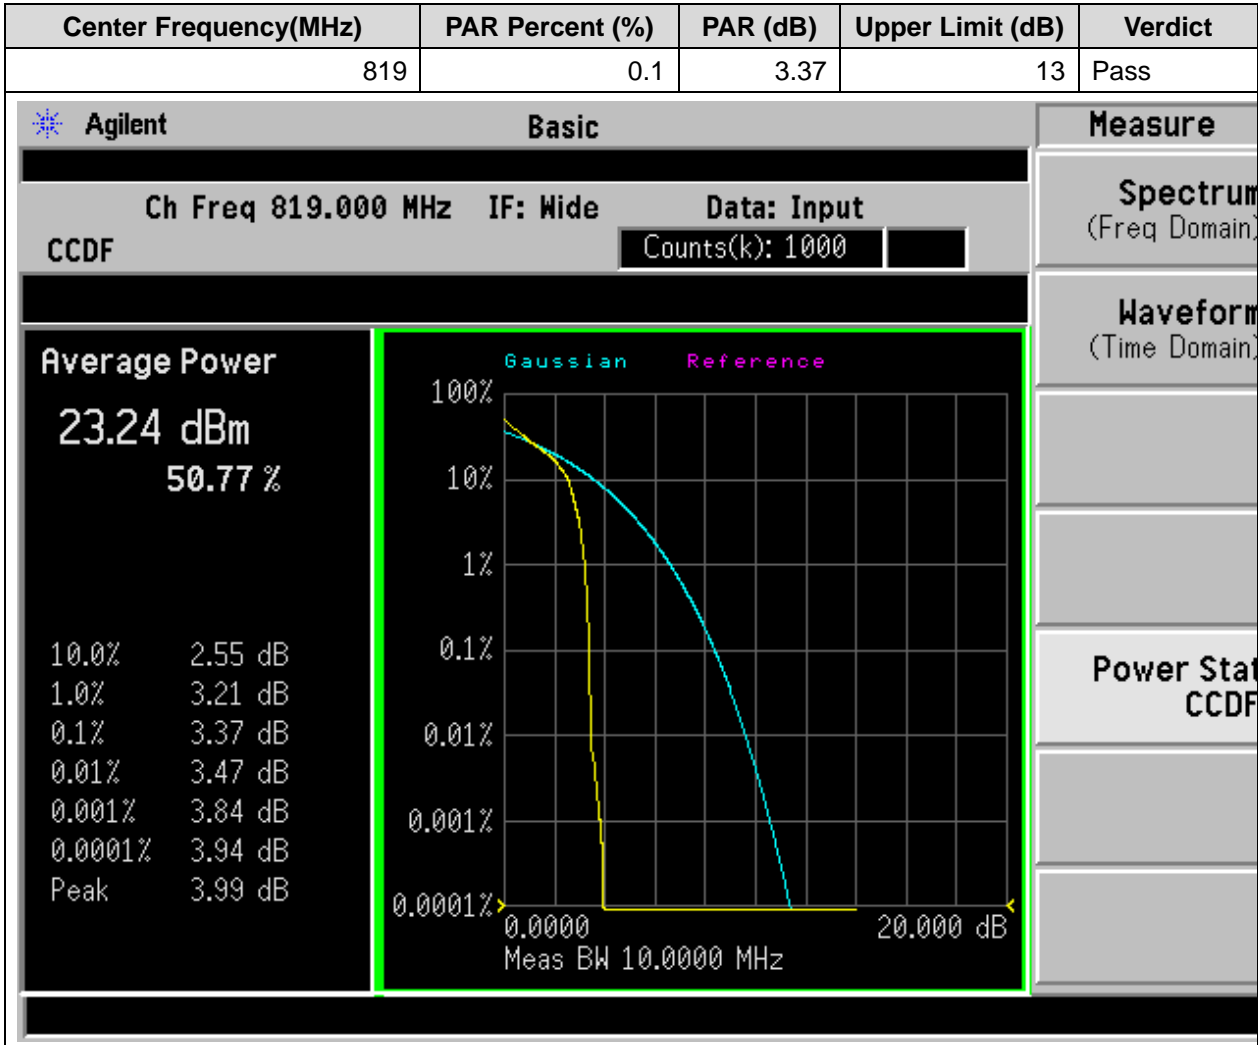 Center Frequency(MHz) PAR Percent (%) PAR (dB) Upper Limit (dB) Verdict
819 0.1 3.37 13 Pass
Agilent Basic Measure
Ch Freq 819.000 MHz IF: Wide Data: Input
CCDF Counts(k): 1000
Spectrum
(Freq Domain)
Waveform
(Time Domain)
Power Stat
CCDF
Average Power
23.24 dBm
50.77 %
10.0% 2.55 dB
1.0% 3.21 dB
0.1% 3.37 dB
0.01% 3.47 dB
0.001% 3.84 dB
0.0001% 3.94 dB
Peak 3.99 dB
Gaussian Reference
100%
10%
1%
0.1%
0.01%
0.001%
0.0001%
0.0000 20.000 dB
Meas BW 10.0000 MHz